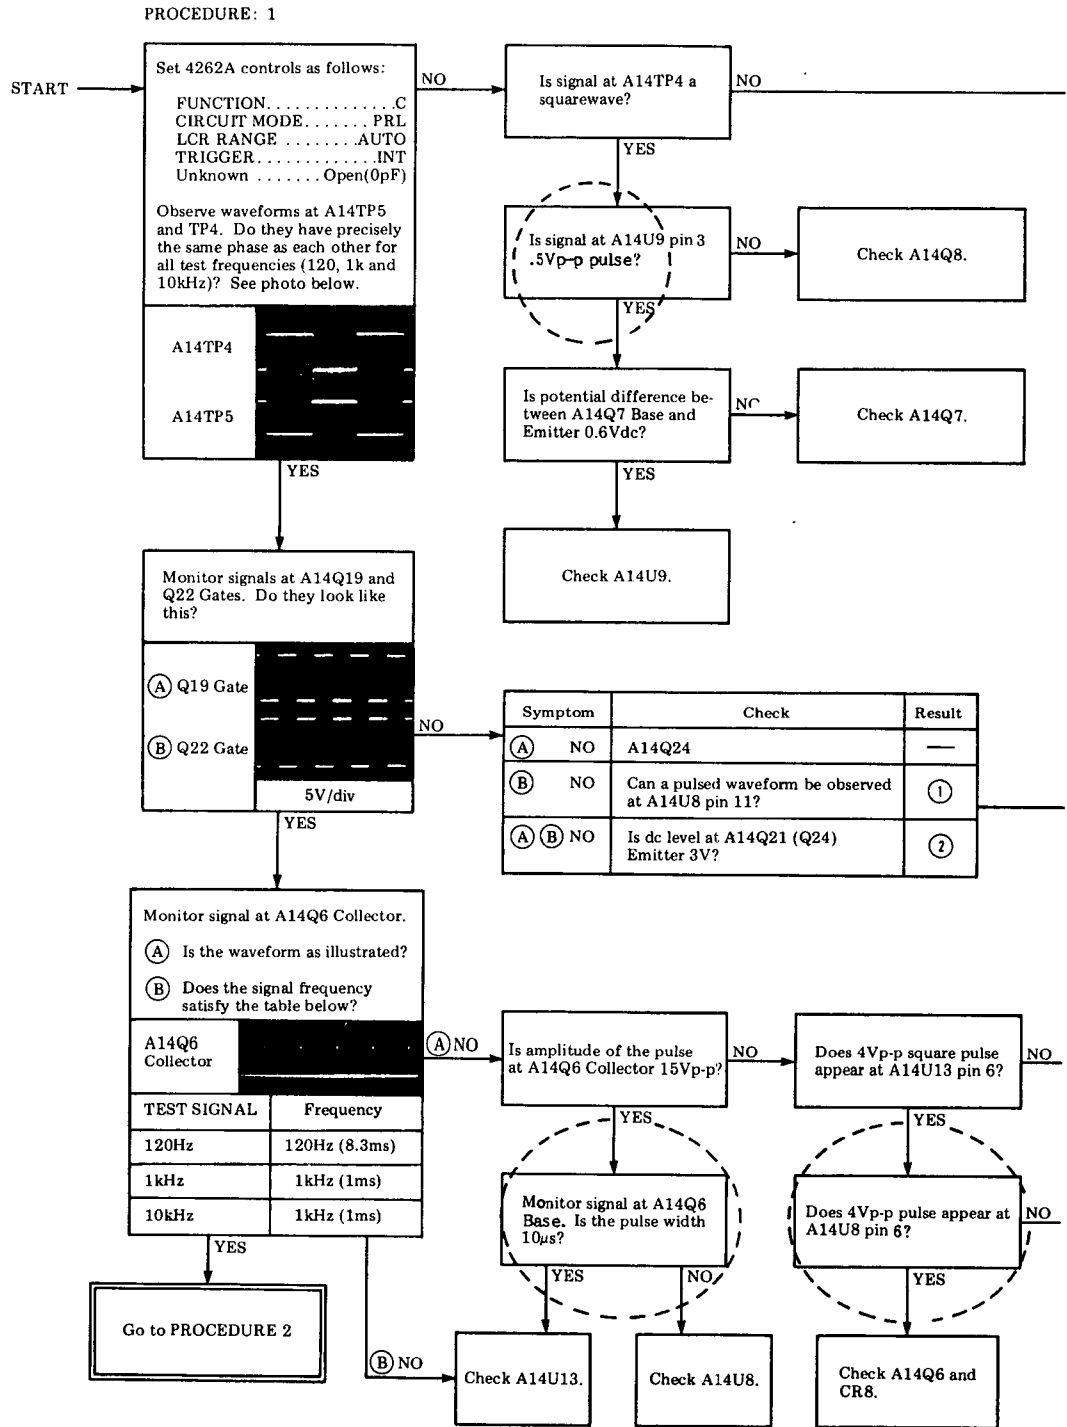 PROCEDURE: 1
START
Set 4262A controls as follows:
FUNCTION. . . . . . . . . . . . .C
CIRCUIT MODE. . . . . . . PRL
LCR RANGE . . . . . . . .AUTO
TRIGGER. . . . . . . . . . . .INT
Unknown . . . . . . . Open(0pF)
Observe waveforms at A14TP5
and TP4. Do they have precisely
the same phase as each other for
all test frequencies (120, 1k and
10kHz)? See photo below.
A14TP4
A14TP5
NO
Is signal at A14TP4 a
squarewave?
NO
YES
Is signal at A14U9 pin 3
.5Vp-p pulse?
NO
Check A14Q8.
YES
Is potential difference be-
tween A14Q7 Base and
Emitter 0.6Vdc?
NO
Check A14Q7.
YES
Check A14U9.
YES
Monitor signals at A14Q19 and
Q22 Gates. Do they look like
this?
A Q19 Gate
B Q22 Gate
5V/div
NO
Symptom Check Result
A NO A14Q24 —
B NO Can a pulsed waveform be observed
at A14U8 pin 11? 1
A B NO Is dc level at A14Q21 (Q24)
Emitter 3V? 2
YES
Monitor signal at A14Q6 Collector.
A Is the waveform as illustrated?
B Does the signal frequency
satisfy the table below?
A14Q6
Collector
TEST SIGNAL Frequency
120Hz 120Hz (8.3ms)
1kHz 1kHz (1ms)
10kHz 1kHz (1ms)
A NO
Is amplitude of the pulse
at A14Q6 Collector 15Vp-p?
NO
Does 4Vp-p square pulse
appear at A14U13 pin 6?
NO
YES
YES
Monitor signal at A14Q6
Base. Is the pulse width
10µs?
Does 4Vp-p pulse appear at
A14U8 pin 6?
NO
YES
NO
YES
YES
Go to PROCEDURE 2
B NO
Check A14U13.
Check A14U8.
Check A14Q6 and
CR8.